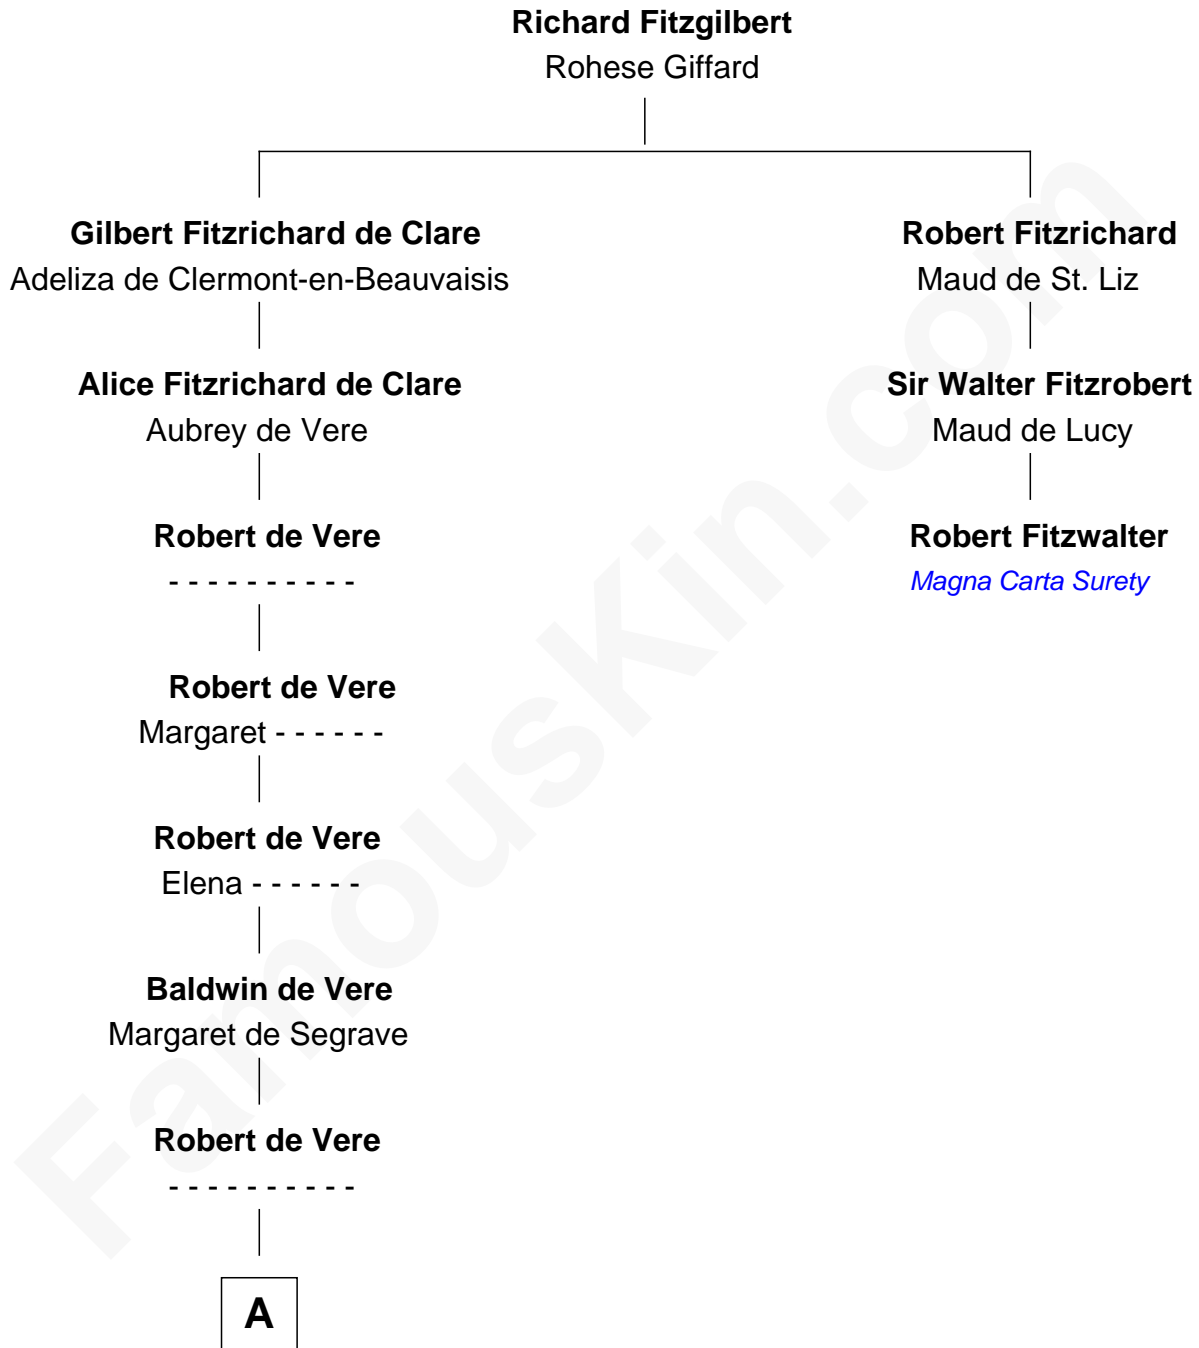 Richard Fitzgilbert
Rohese Giffard
Gilbert Fitzrichard de Clare
Adeliza de Clermont-en-Beauvaisis
Robert Fitzrichard
Maud de St. Liz
Alice Fitzrichard de Clare
Aubrey de Vere
Sir Walter Fitzrobert
Maud de Lucy
Robert de Vere
- - - - - - - - - -
Robert Fitzwalter
Magna Carta Surety
Robert de Vere
Margaret - - - - - -
Robert de Vere
Elena - - - - - -
Baldwin de Vere
Margaret de Segrave
Robert de Vere
- - - - - - - - - -
A
FamousKin.com